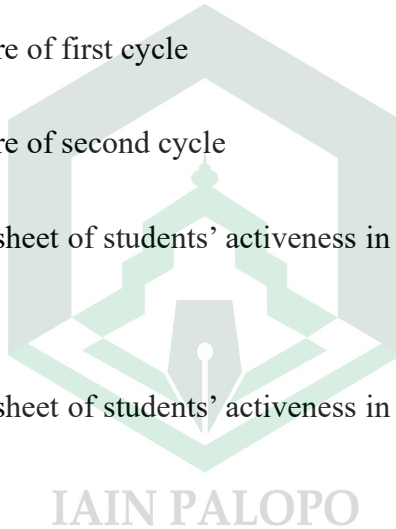 re of first cycle
re of second cycle
sheet of students’ activeness in
sheet of students’ activeness in
IAIN PALOPO